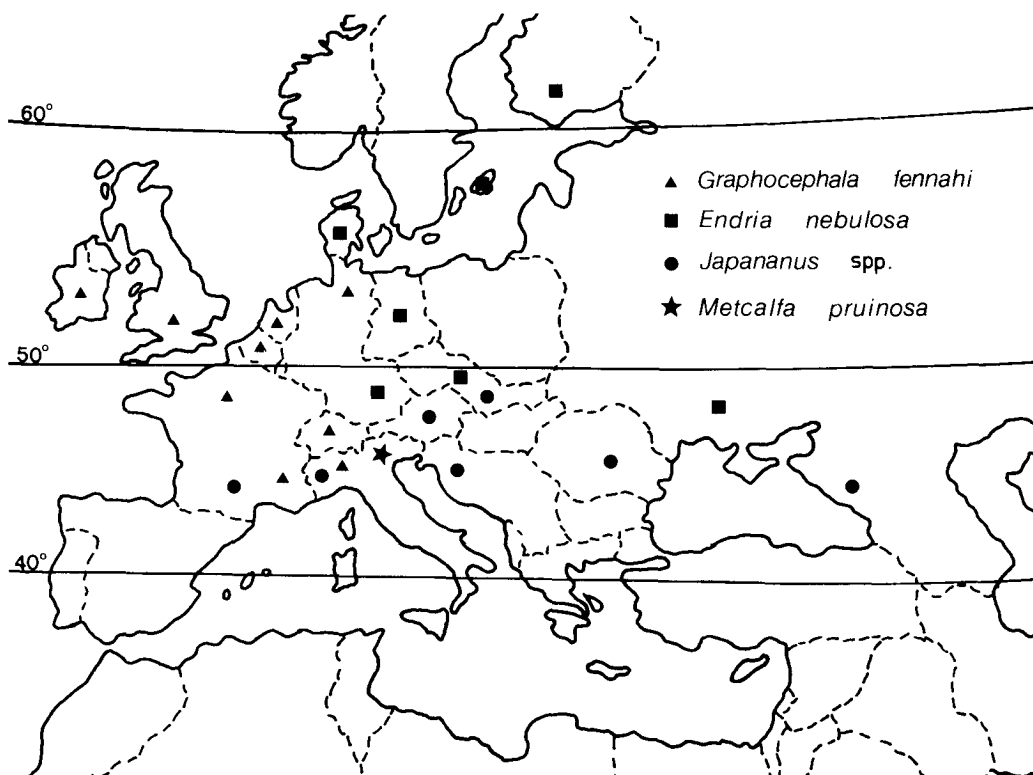 60°
▲ Graphocephala fennahi
■ Endria nebulosa
● Japananus spp.
★ Metcalfa pruinosa
50°
40°